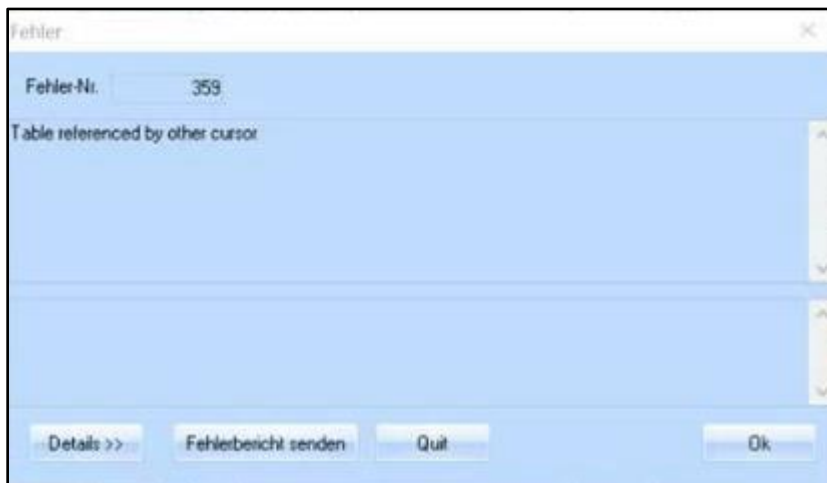 Fehler
Fehler-Nr. 359
Table referenced by other cursor
Details >> Fehlerbericht senden Quit Ok